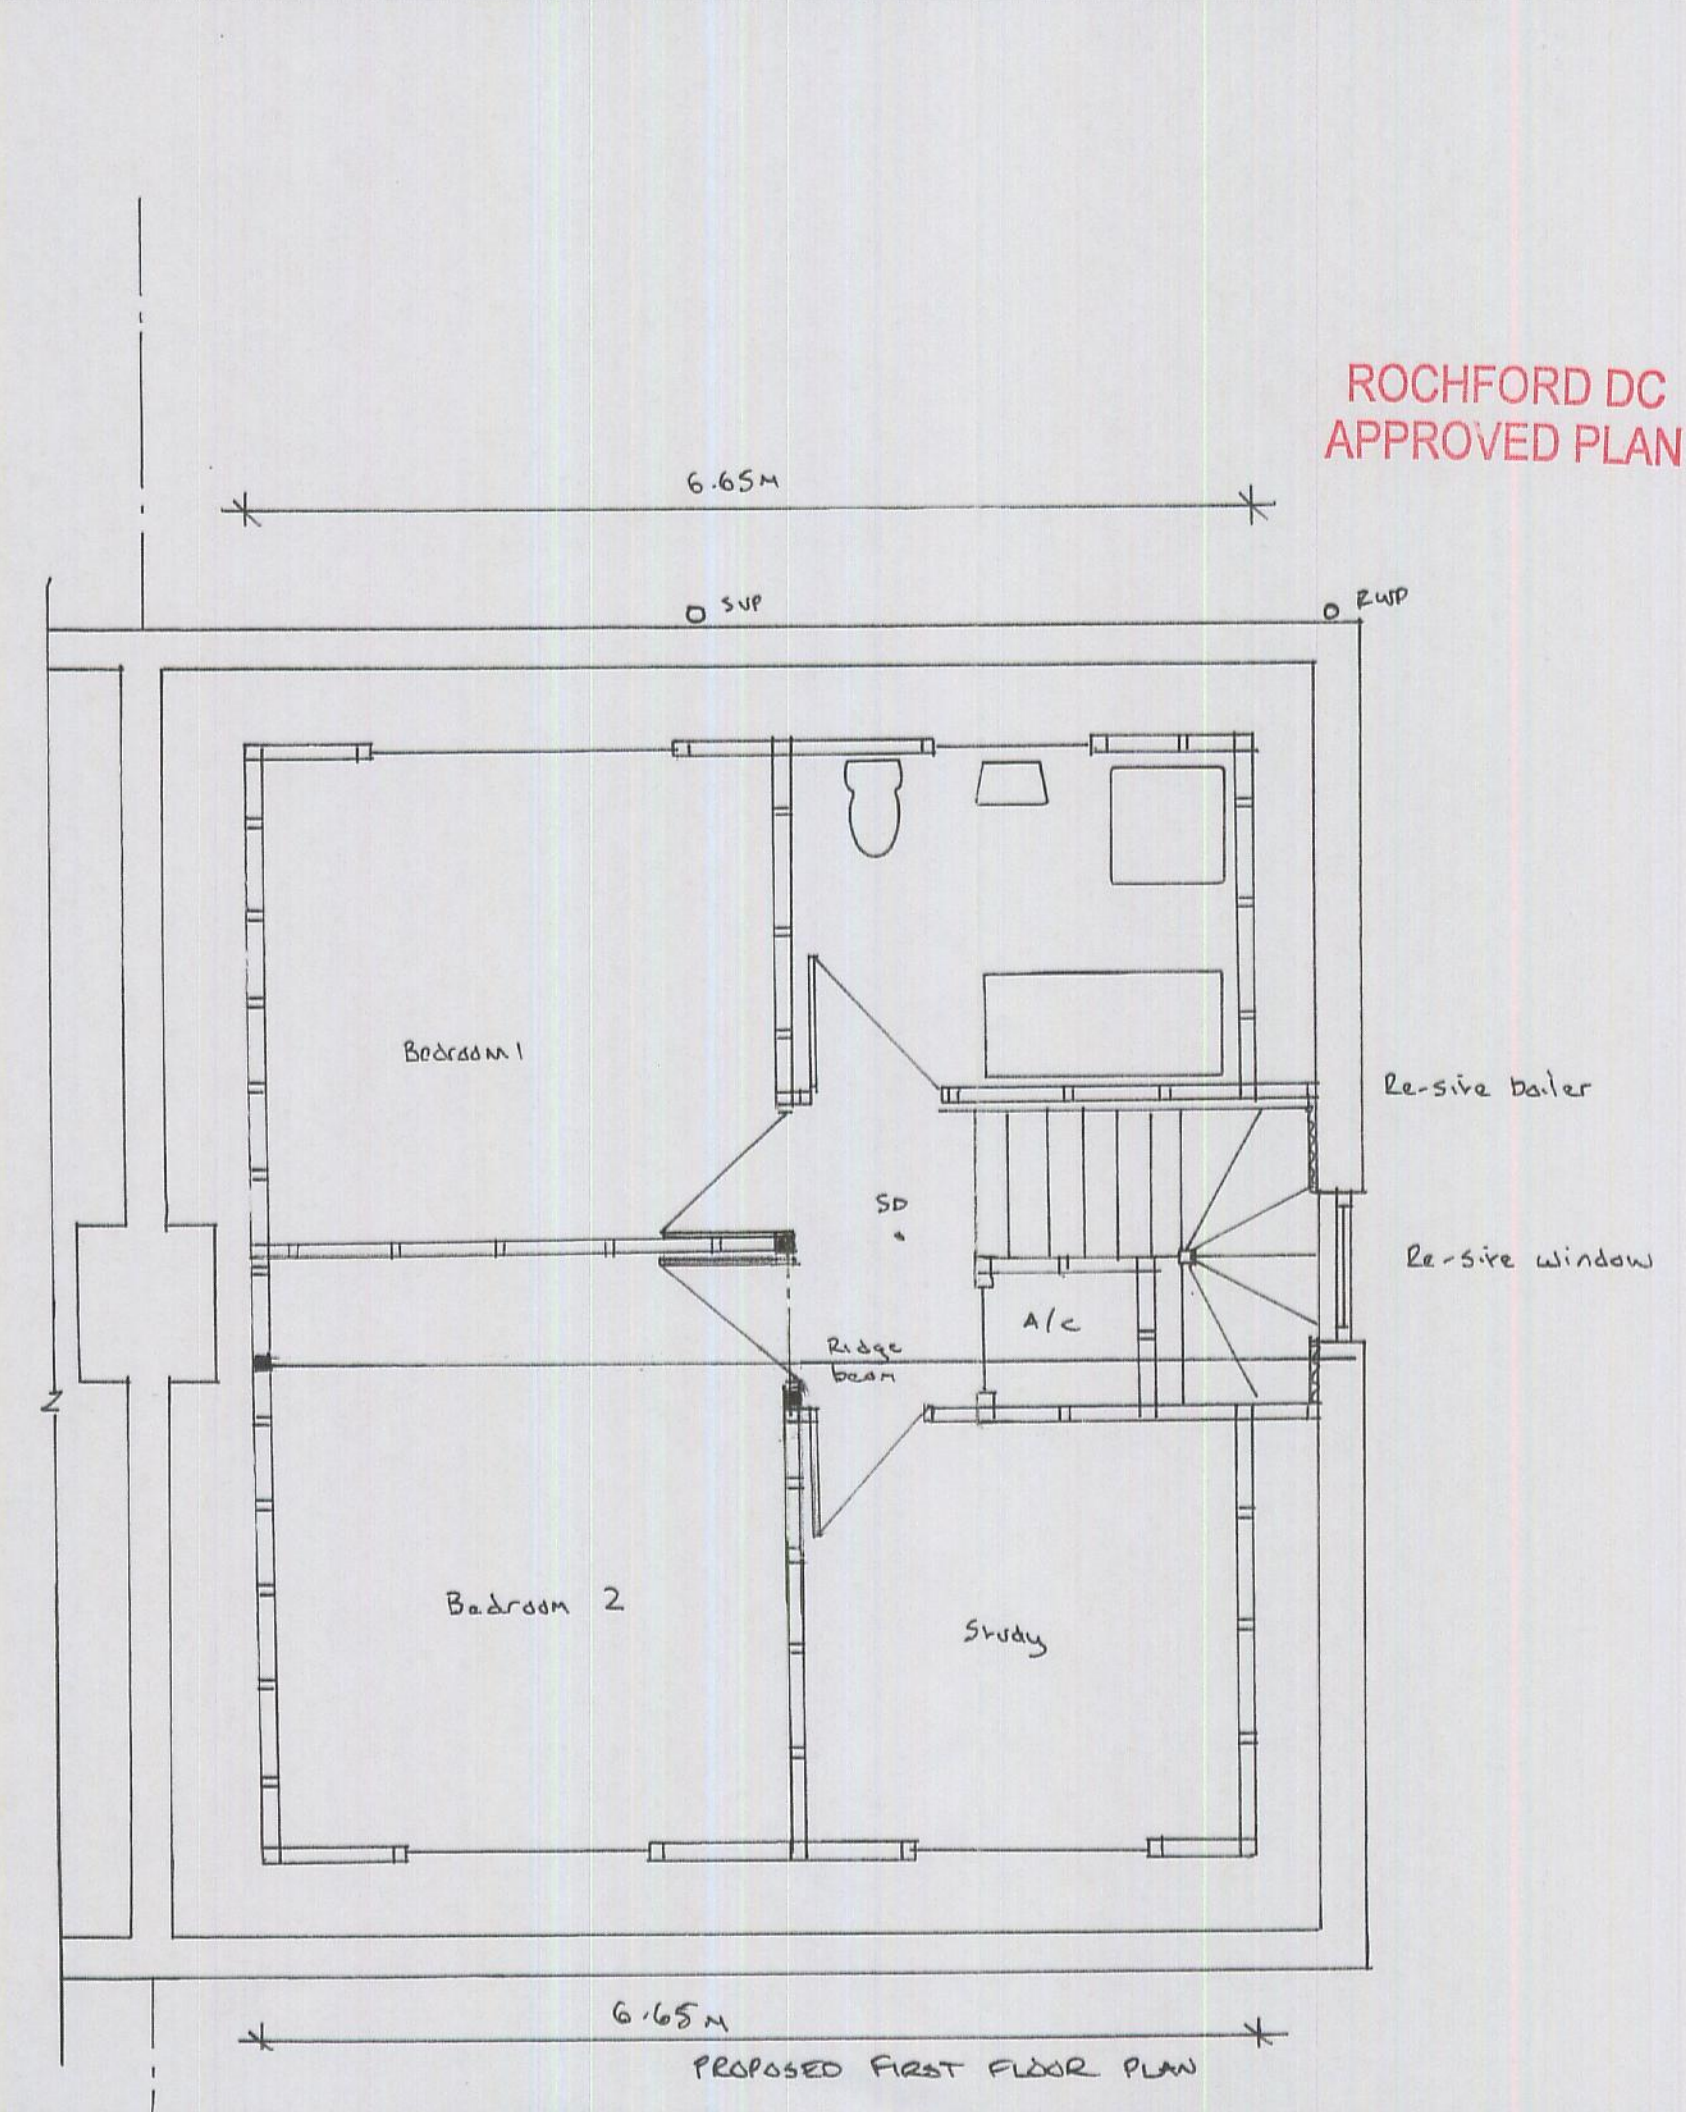 ROCHFORD DC
APPROVED PLAN
6.65M
SVP
RWP
Bedroom 1
Re-site boiler
SD
Re-site window
A/C
Ridge
beam
Bedroom 2
Study
6.65M
PROPOSED FIRST FLOOR PLAN